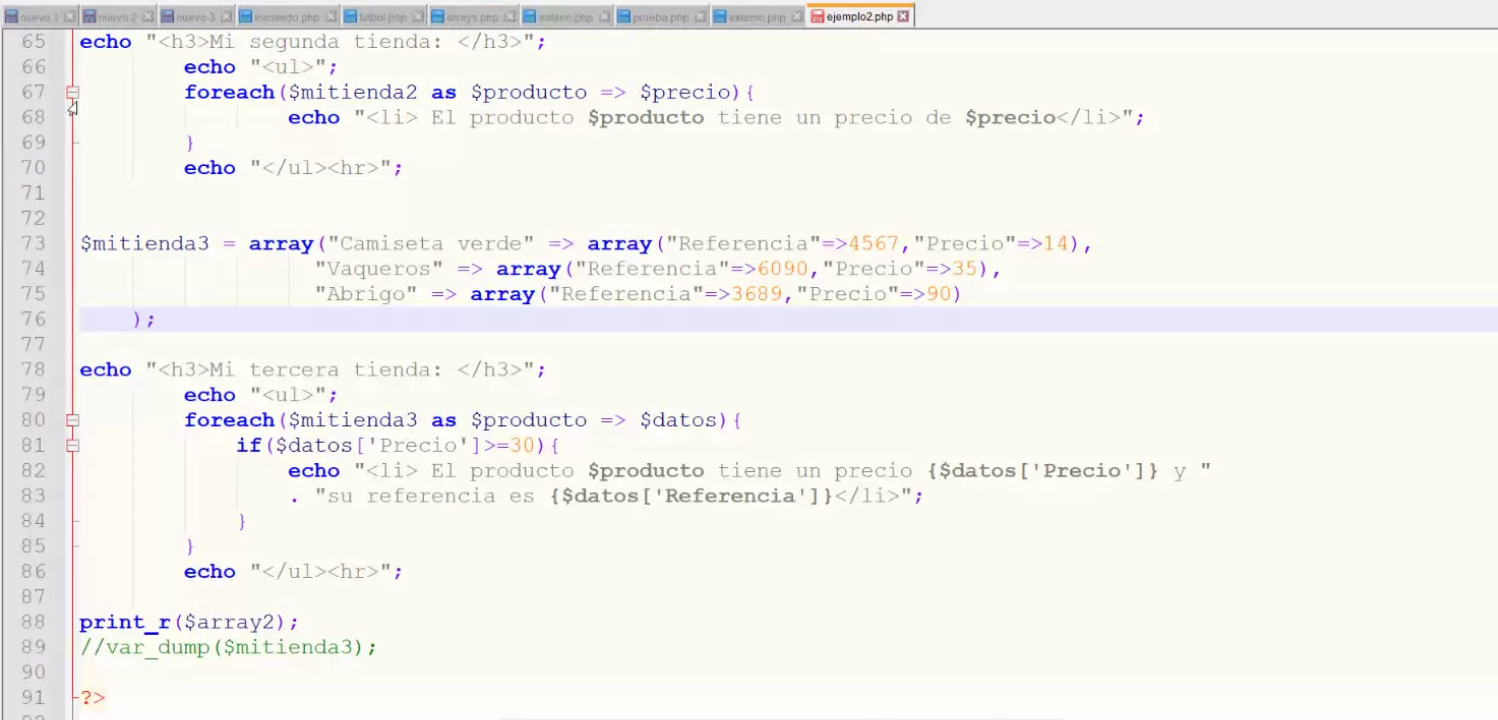 nuevo 1 nuevo 2 nuevo 3 iniciando.php futbol.php arrays.php salario.php prueba.php externo.php ejemplo2.php
65 echo "<h3>Mi segunda tienda: </h3>";
66 echo "<ul>";
67 foreach($mitienda2 as $producto => $precio){
68 echo "<li> El producto $producto tiene un precio de $precio</li>";
69 }
70 echo "</ul><hr>";
71
72
73 $mitienda3 = array("Camiseta verde" => array("Referencia"=>4567,"Precio"=>14),
74 "Vaqueros" => array("Referencia"=>6090,"Precio"=>35),
75 "Abrigo" => array("Referencia"=>3689,"Precio"=>90)
76 );
77
78 echo "<h3>Mi tercera tienda: </h3>";
79 echo "<ul>";
80 foreach($mitienda3 as $producto => $datos){
81 if($datos['Precio']>=30){
82 echo "<li> El producto $producto tiene un precio {$datos['Precio']} y "
83 . "su referencia es {$datos['Referencia']}</li>";
84 }
85 }
86 echo "</ul><hr>";
87
88 print_r($array2);
89 //var_dump($mitienda3);
90
91 ?>